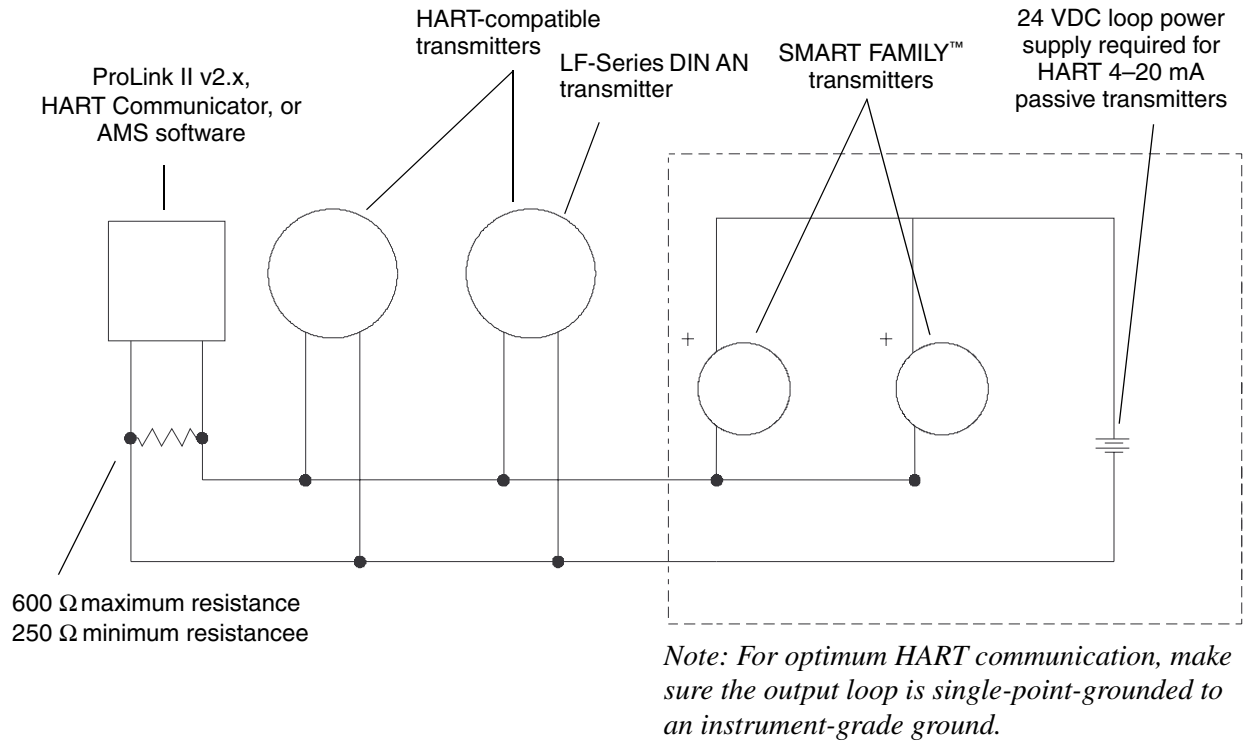 HART-compatible
transmitters
24 VDC loop power
supply required for
HART 4–20 mA
passive transmitters
SMART FAMILY™
transmitters
LF-Series DIN AN
transmitter
ProLink II v2.x,
HART Communicator, or
AMS software
+
+
600 Ω maximum resistance
250 Ω minimum resistancee
Note: For optimum HART communication, make
sure the output loop is single-point-grounded to
an instrument-grade ground.